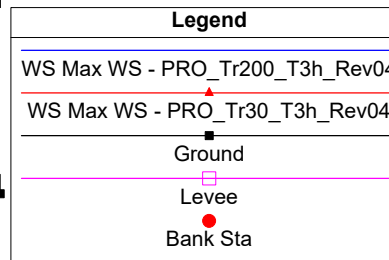 Legend
WS Max WS - PRO_Tr200_T3h_Rev04
WS Max WS - PRO_Tr30_T3h_Rev04
Ground
Levee
Bank Sta